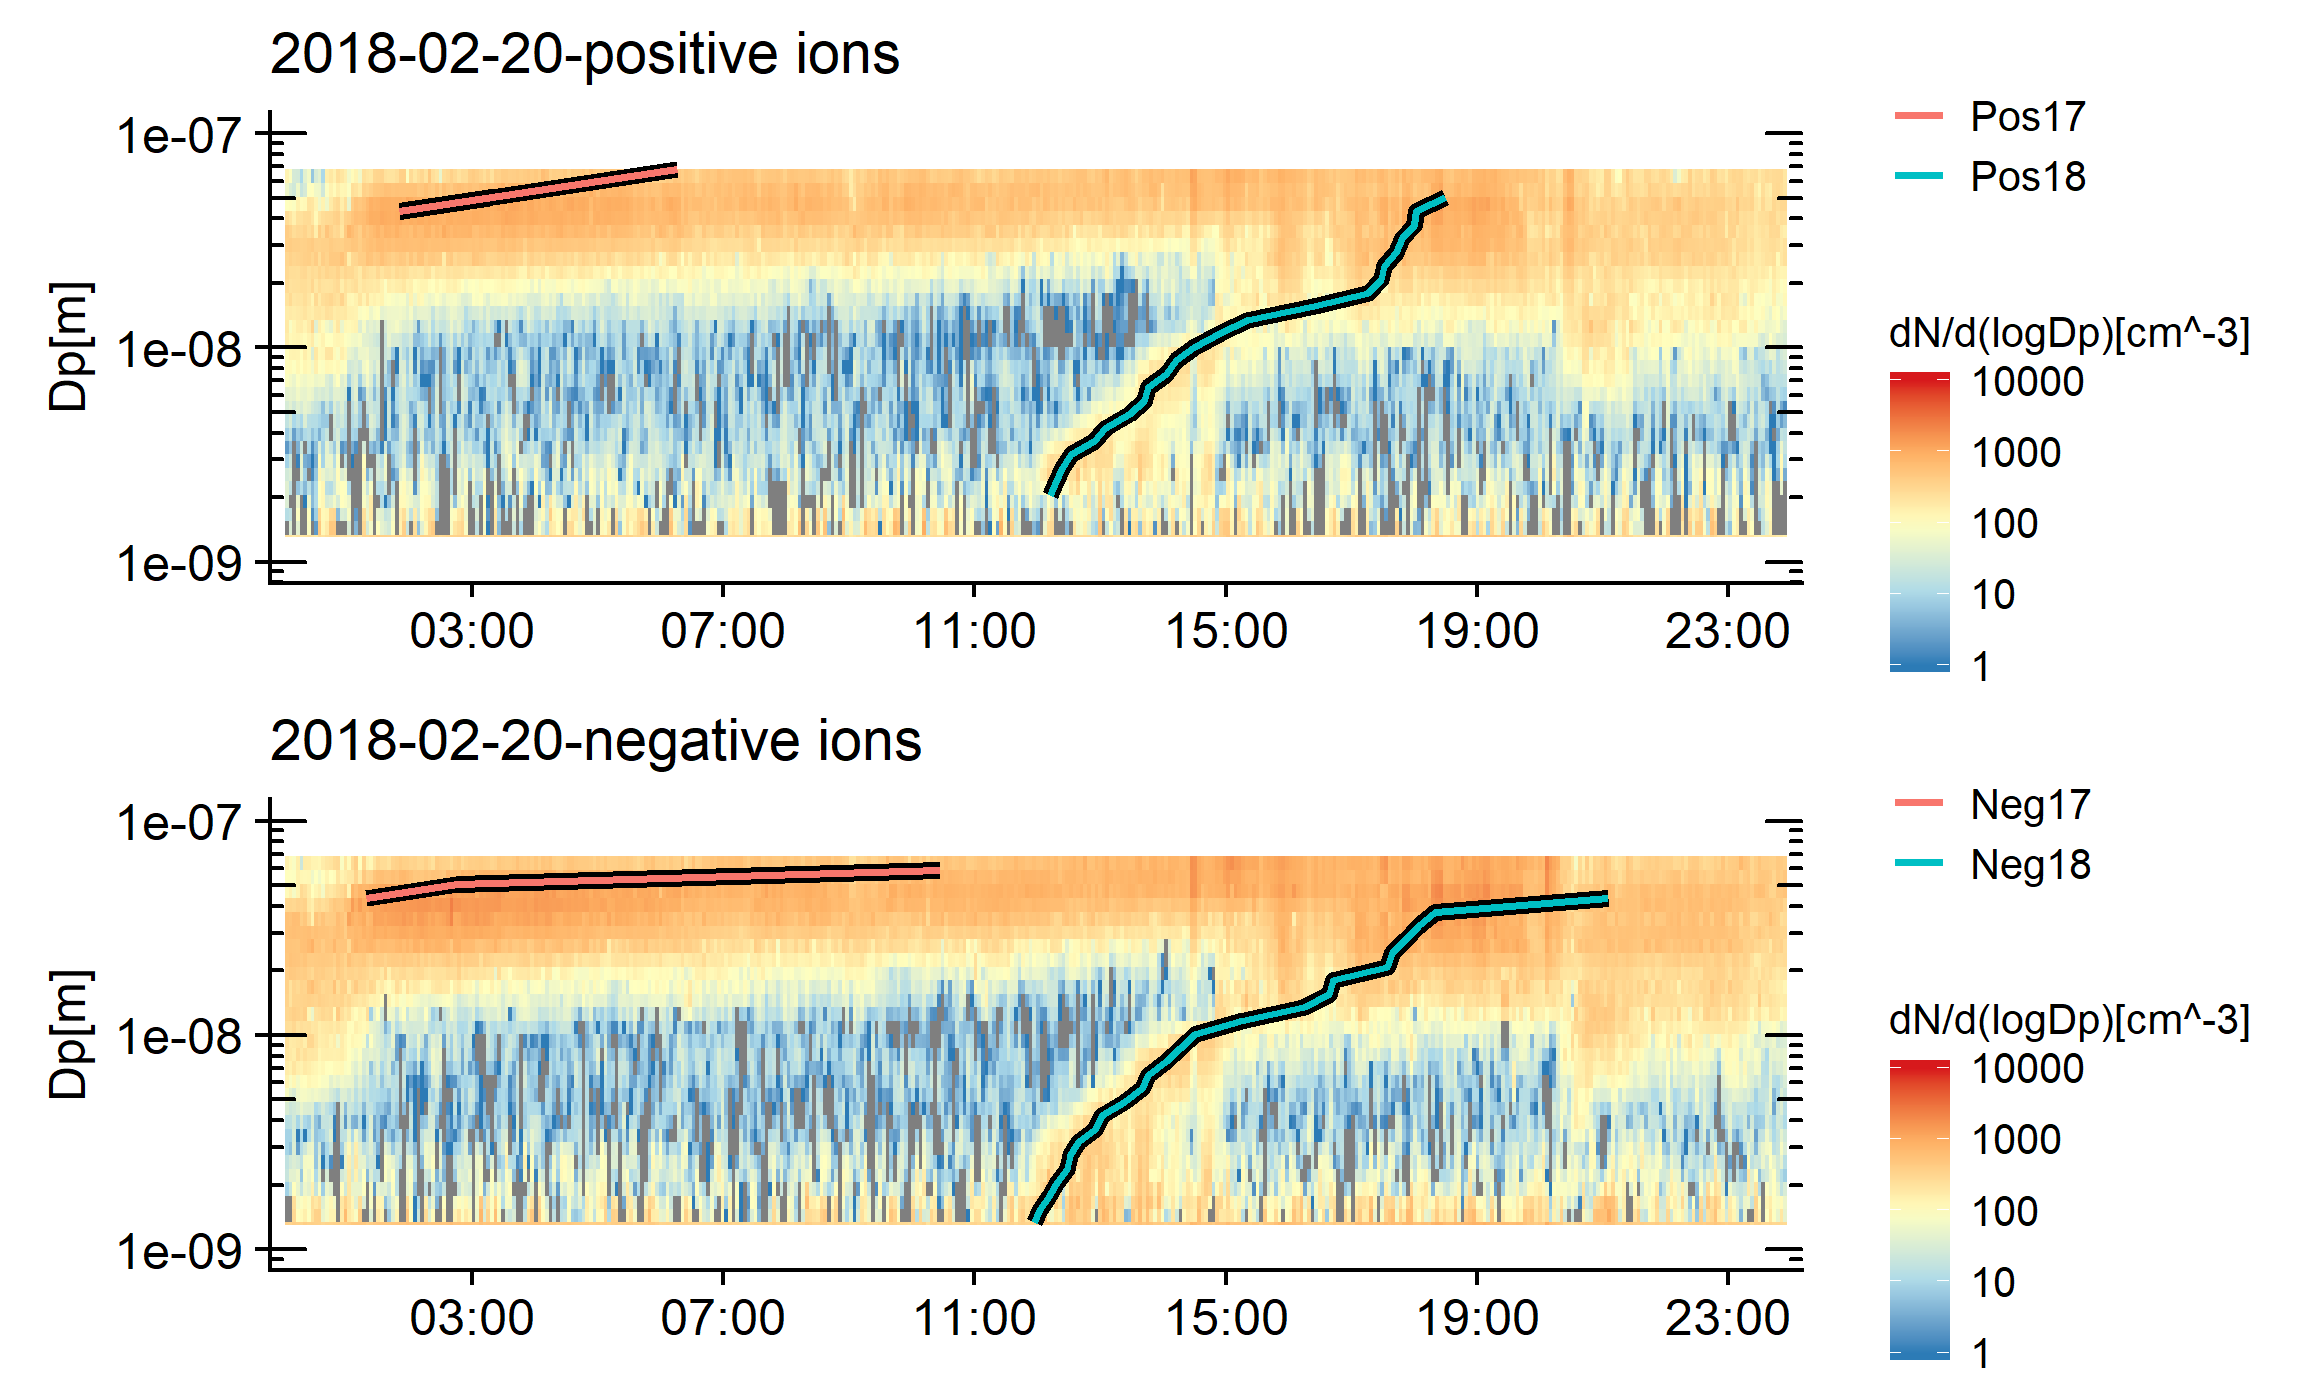 2018-02-20-positive ions
Pos17
Pos18
1e-07
1e-08
1e-09
Dp[m]
03:00 07:00 11:00 15:00 19:00 23:00
dN/d(logDp)[cm^-3]
10000
1000
100
10
1
2018-02-20-negative ions
Neg17
Neg18
1e-07
1e-08
1e-09
Dp[m]
03:00 07:00 11:00 15:00 19:00 23:00
dN/d(logDp)[cm^-3]
10000
1000
100
10
1